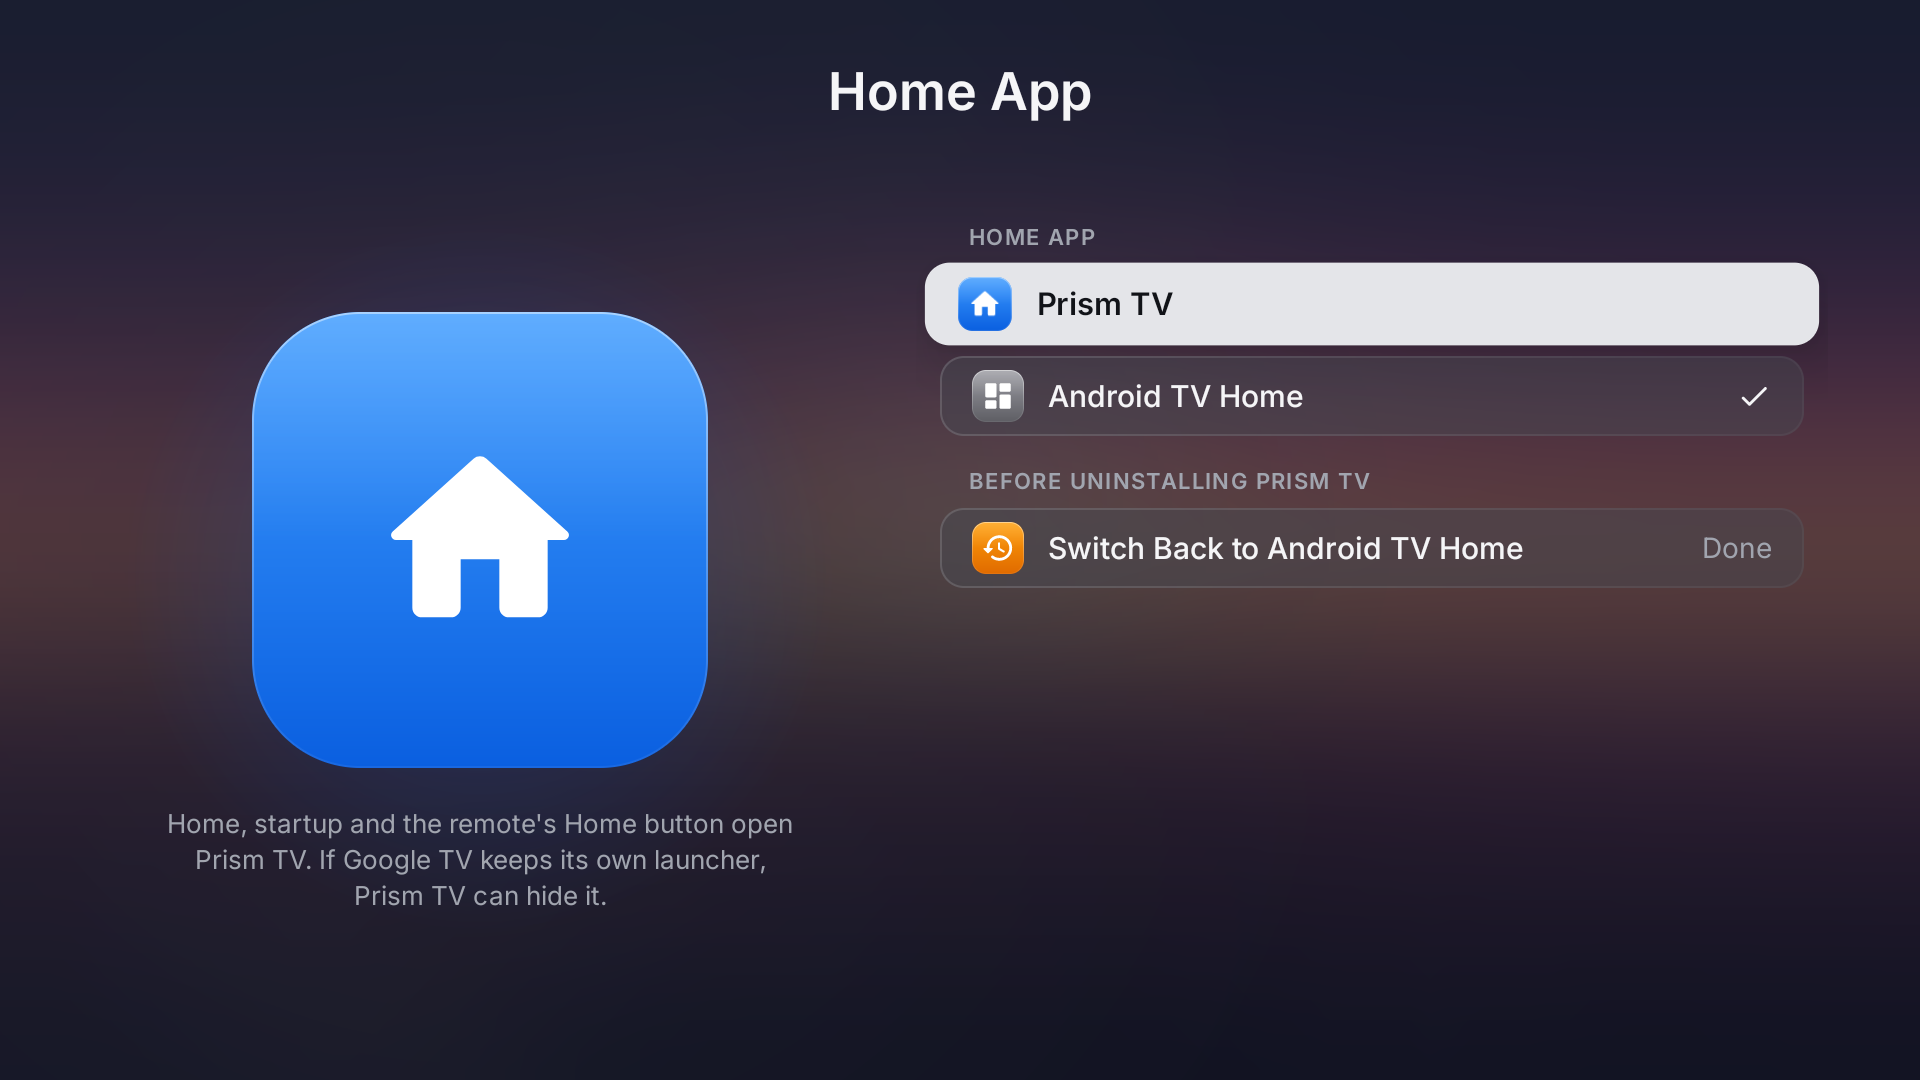 Home App
HOME APP
Prism TV
Android TV Home
BEFORE UNINSTALLING PRISM TV
Switch Back to Android TV Home
Done
Home, startup and the remote's Home button open
Prism TV. If Google TV keeps its own launcher,
Prism TV can hide it.